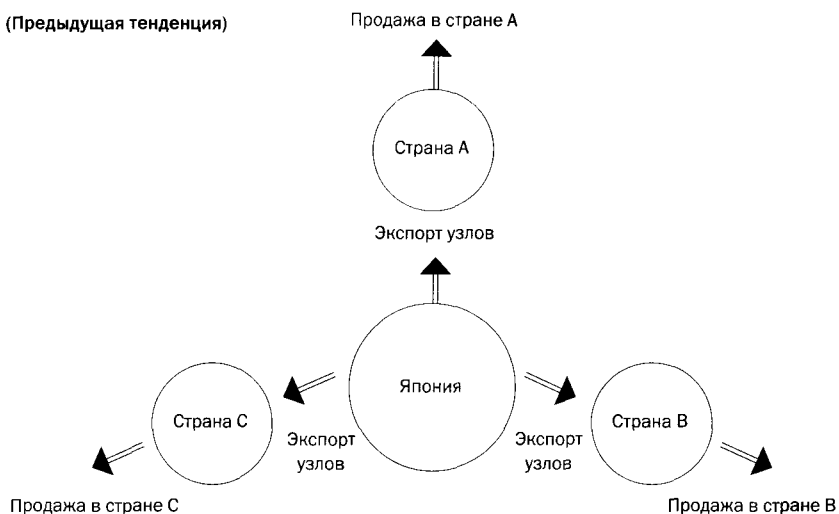 (Предыдущая тенденция)
Продажа в стране А
Страна А
Экспорт узлов
Япония
Страна С
Экспорт
узлов
Экспорт
узлов
Страна В
Продажа в стране С
Продажа в стране В